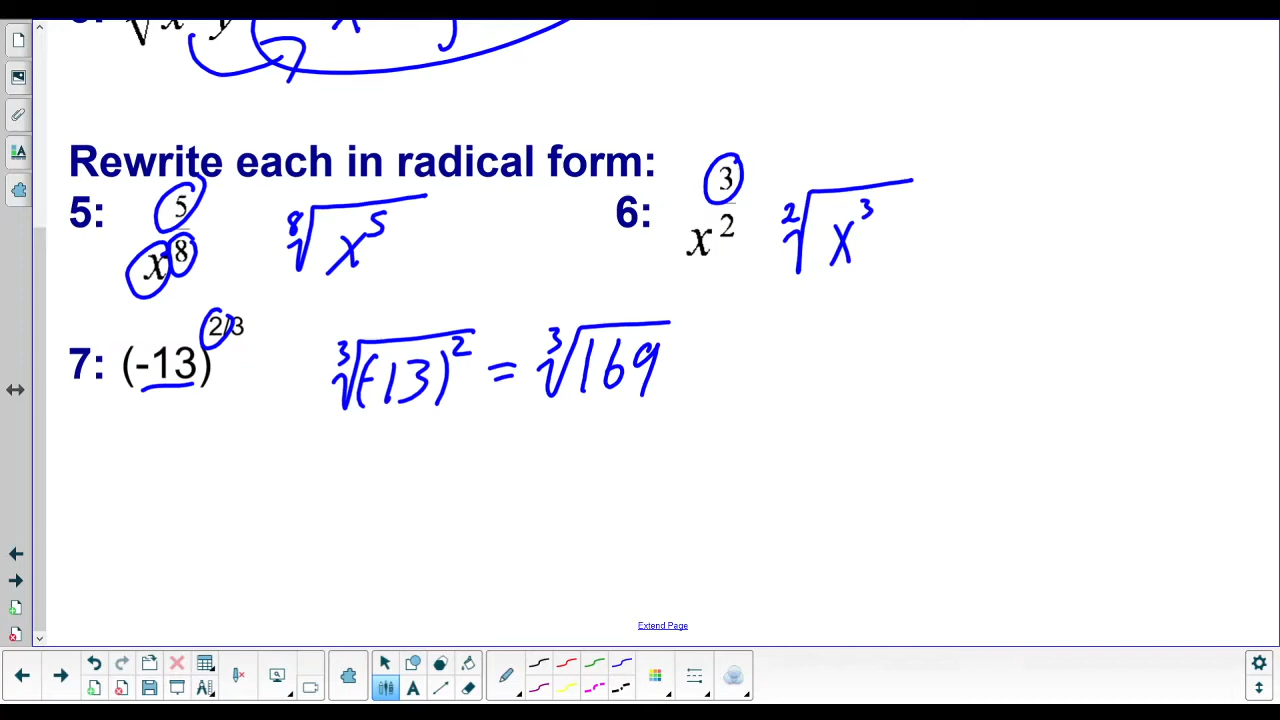 Rewrite each in radical form:
5: x^(5/8) ⁸√x⁵
6: x^(3/2) ²√x³
7: (-13)^2/3 ³√(-13)² = ³√169
Extend Page